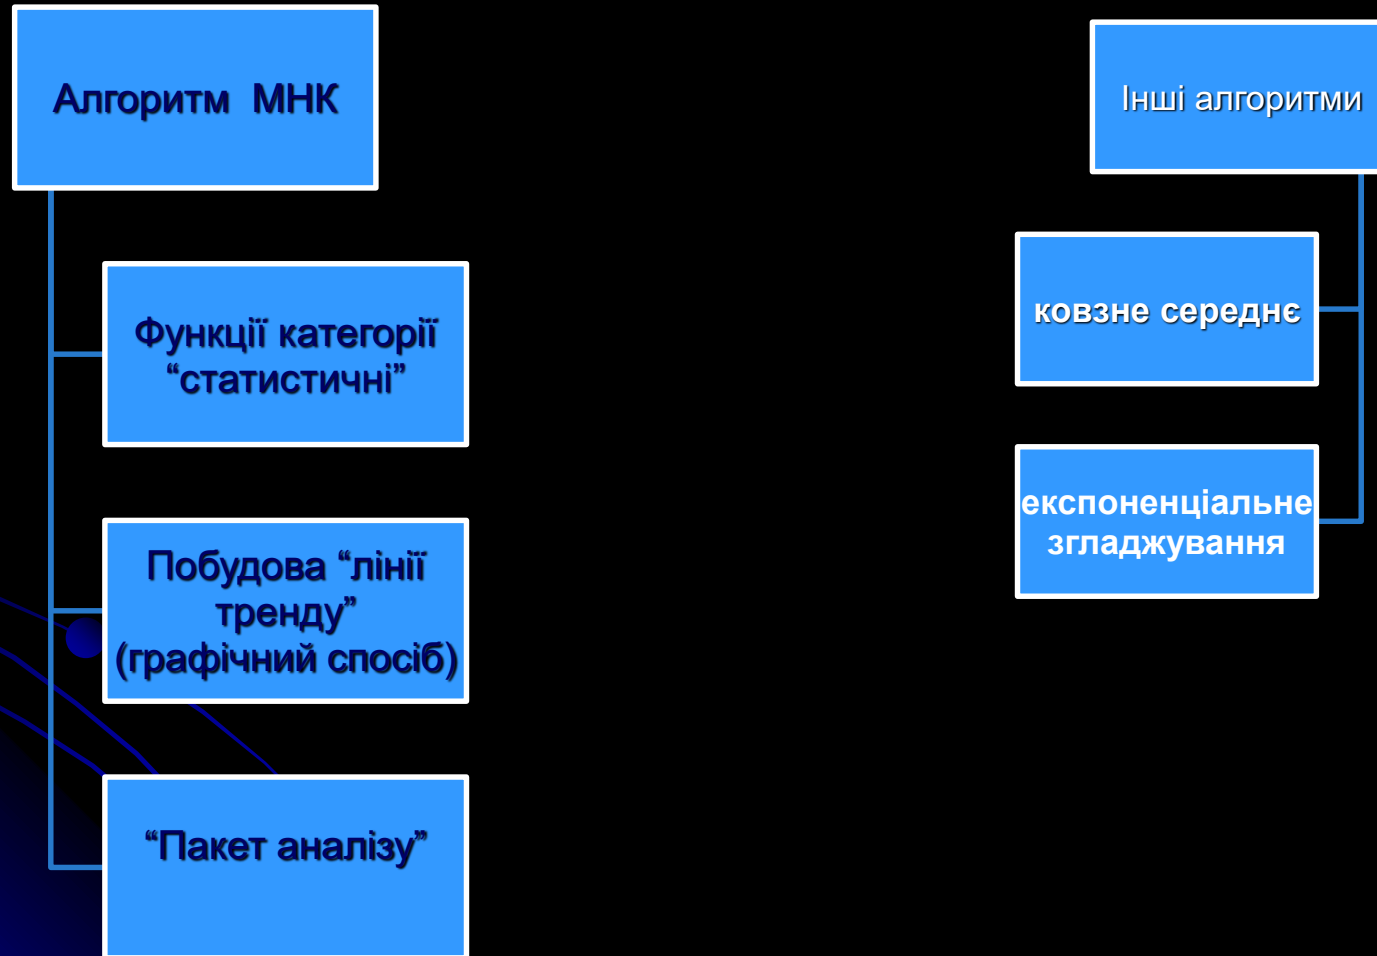 Алгоритм МНК
Функції категорії
“статистичні”
Побудова “лінії
тренду”
(графічний спосіб)
“Пакет аналізу”
Інші алгоритми
ковзне середнє
експоненціальне
згладжування